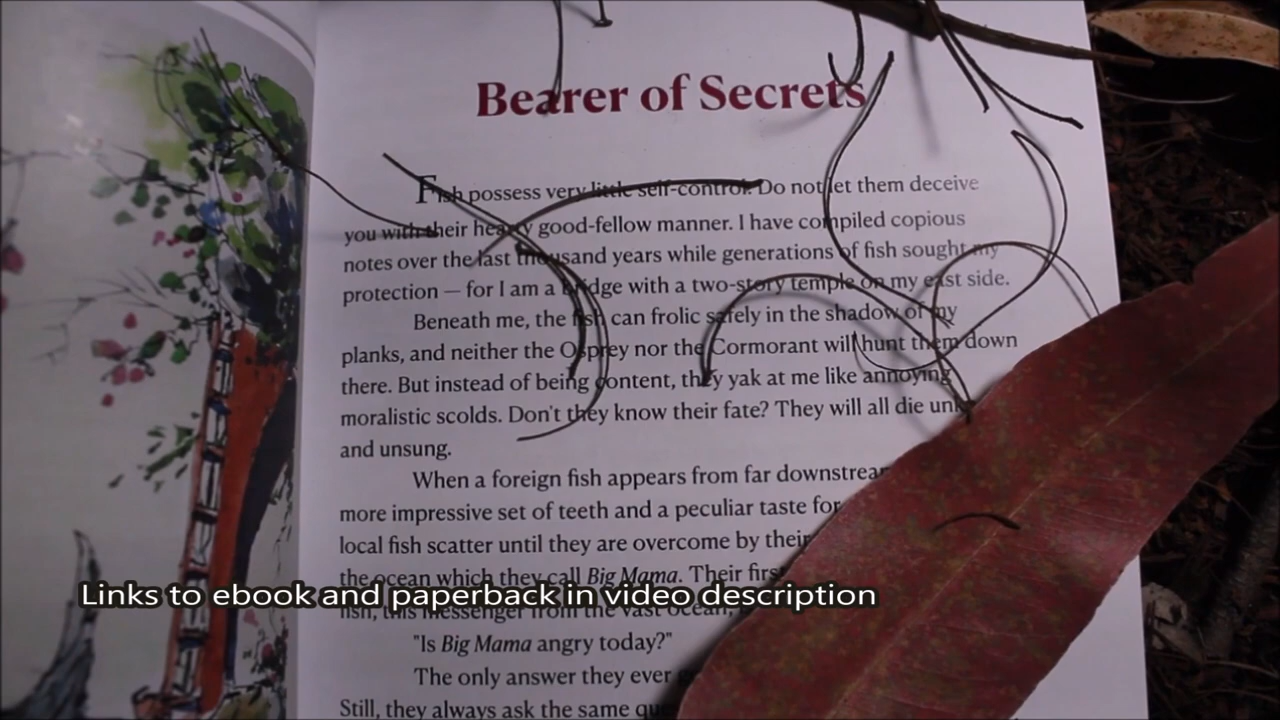 Bearer of Secrets
Fish possess very little self-control. Do not let them deceive
you with their hearty good-fellow manner. I have compiled copious
notes over the last thousand years while generations of fish sought my
protection — for I am a bridge with a two-story temple on my east side.
Beneath me, the fish can frolic safely in the shadow of my
planks, and neither the Osprey nor the Cormorant will hunt them down
there. But instead of being content, they yak at me like annoying
moralistic scolds. Don't they know their fate? They will all die
and unsung.
When a foreign fish appears from far
more impressive set of teeth and a peculiar taste for
local fish scatter until they are overcome by their
the ocean which they call Big Mama. Their
Links to ebook and paperback in video description
fish, this messenger from the vast ocean,
"Is Big Mama angry today?"
The only answer they ever
Still, they always ask the same